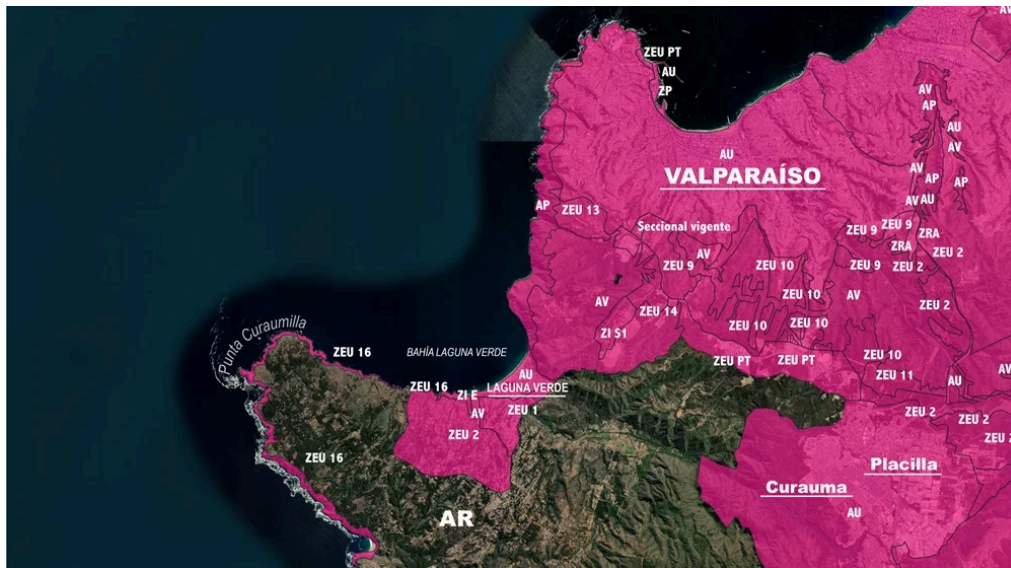 AV
ZEU PT
AU
ZP
AV
AP
AU
AV
AU
VALPARAÍSO
AV
AP
AP
AV
AU
AP
ZEU 13
Seccional vigente
ZEU 9
ZEU 9
ZRA
ZRA
ZEU 2
AV
ZEU 9
ZEU 10
ZEU 9
ZEU 2
ZEU 10
AV
AV
ZEU 14
ZEU 2
ZI S1
ZEU 10
ZEU 10
Punta Curaumilla
ZEU 16
BAHÍA LAGUNA VERDE
ZEU PT
ZEU PT
ZEU 10
AU
ZEU 11
AU
AV
ZEU 16
LAGUNA VERDE
ZI E
AV
ZEU 1
ZEU 2
ZEU 2
ZEU 2
ZEU 2
ZEU 16
Placilla
Curauma
AR
AU